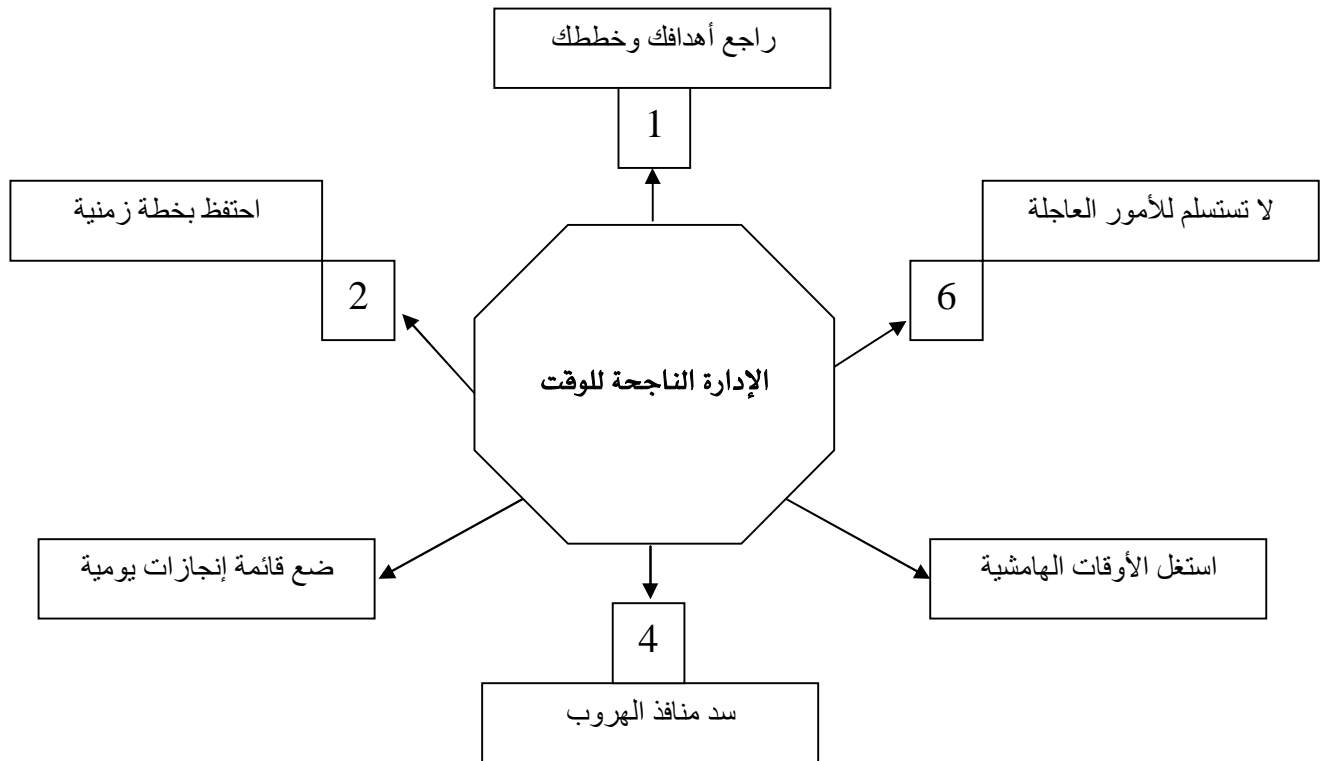 راجع أهدافك وخططك
1
لا تستسلم للأمور العاجلة
6
احتفظ بخطة زمنية
2
الإدارة الناجحة للوقت
استغل الأوقات الهامشية
ضع قائمة إنجازات يومية
4
سد منافذ الهروب